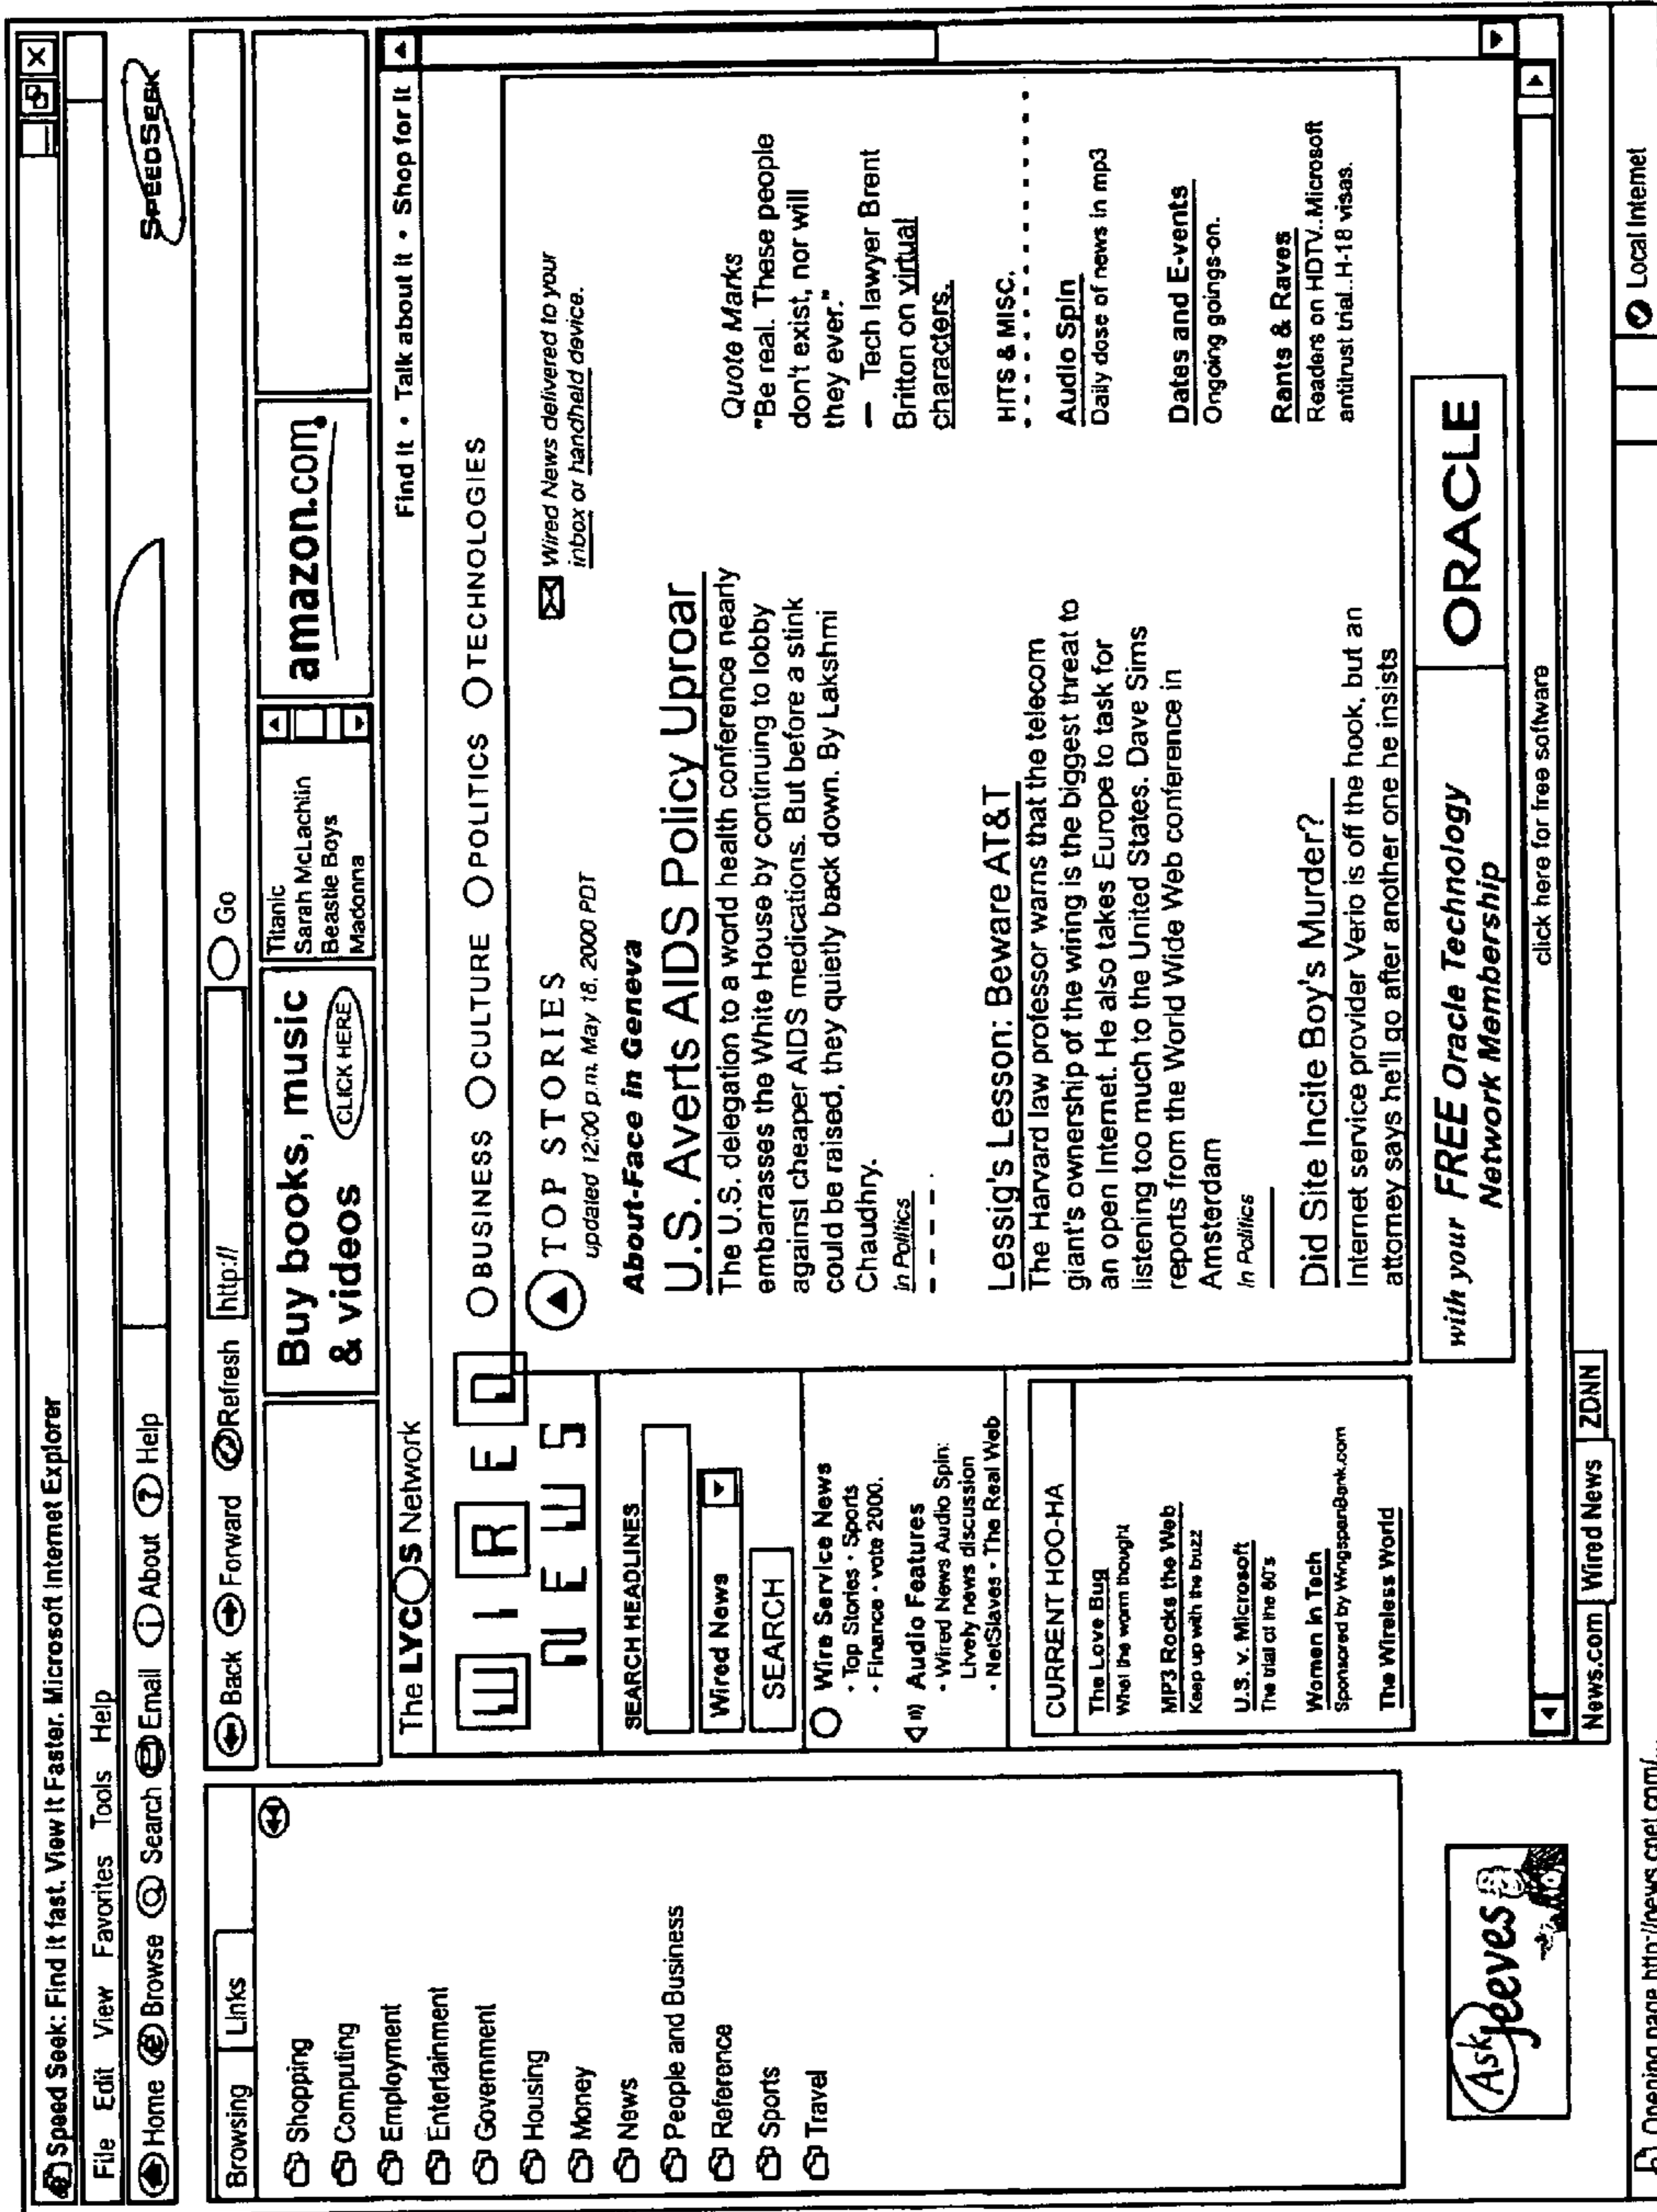 Speed Seek: Find it fast. View It Faster. Microsoft Internet Explorer
File Edit View Favorites Tools Help
Home Browse Search Email About Help
SPEEDSEEK
Browsing Links
Back Forward Refresh http:// Go
Shopping
Computing
Employment
Entertainment
Government
Housing
Money
News
People and Business
Reference
Sports
Travel
Ask Jeeves
Buy books, music
& videos CLICK HERE
Titanic
Sarah McLachlin
Beastie Boys
Madonna
amazon.com
The LYCOS Network
Find It • Talk about It • Shop for It
WIRED
NEWS
BUSINESS CULTURE POLITICS TECHNOLOGIES
SEARCH HEADLINES
Wired News
SEARCH
Wire Service News
• Top Stories • Sports
• Finance • vote 2000.
Audio Features
• Wired News Audio Spin:
Lively news discussion
• NetSlaves • The Real Web
CURRENT HOO-HA
The Love Bug
What the worm thought
MP3 Rocks the Web
Keep up with the buzz
U.S. v. Microsoft
The trial of the 80's
Women in Tech
Sponsored by WingspanBank.com
The Wireless World
TOP STORIES
updated 12:00 p.m. May 18, 2000 PDT
Wired News delivered to your
inbox or handheld device.
About-Face in Geneva
U.S. Averts AIDS Policy Uproar
The U.S. delegation to a world health conference nearly
embarrasses the White House by continuing to lobby
against cheaper AIDS medications. But before a stink
could be raised, they quietly back down. By Lakshmi
Chaudhry.
in Politics
Lessig's Lesson: Beware AT&T
The Harvard law professor warns that the telecom
giant's ownership of the wiring is the biggest threat to
an open Internet. He also takes Europe to task for
listening too much to the United States. Dave Sims
reports from the World Wide Web conference in
Amsterdam
in Politics
Did Site Incite Boy's Murder?
Internet service provider Verio is off the hook, but an
attorney says he'll go after another one he insists
Quote Marks
"Be real. These people
don't exist, nor will
they ever."
— Tech lawyer Brent
Britton on virtual
characters.
HITS & MISC.
Audio Spin
Daily dose of news in mp3
Dates and E-vents
Ongoing goings-on.
Rants & Raves
Readers on HDTV..Microsoft
antitrust trial..H-18 visas.
with your FREE Oracle Technology
Network Membership
ORACLE
click here for free software
News.com Wired News ZDNN
Opening page http://news.cnet.com/...
Local Internet